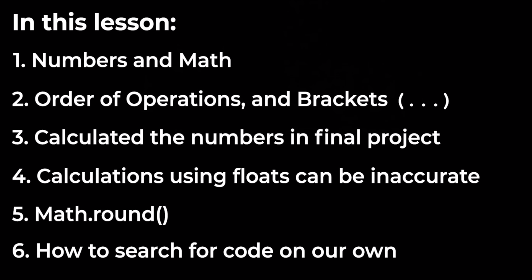 In this lesson:
1. Numbers and Math
2. Order of Operations, and Brackets (...)
3. Calculated the numbers in final project
4. Calculations using floats can be inaccurate
5. Math.round()
6. How to search for code on our own